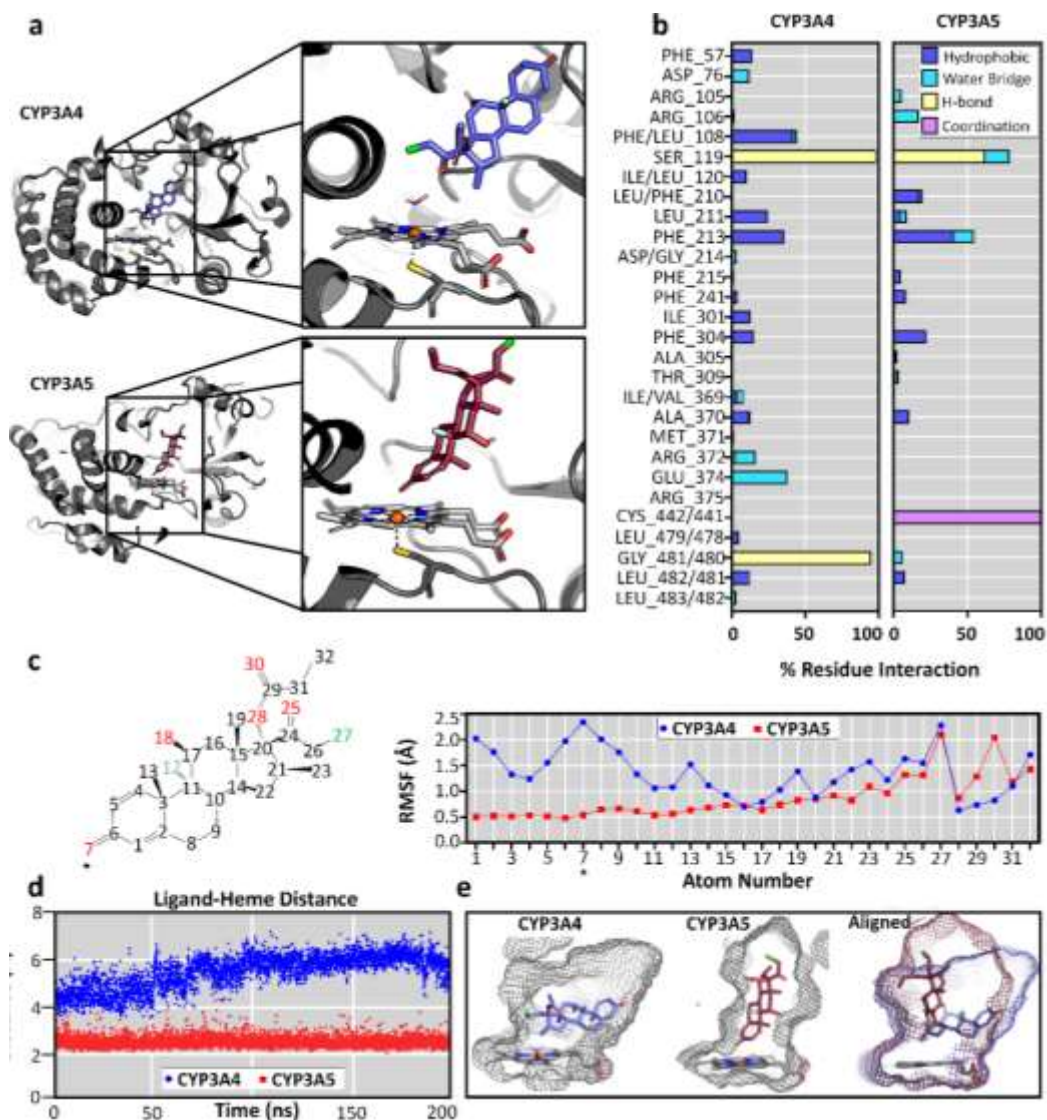 a
CYP3A4
CYP3A5
b
CYP3A4
CYP3A5
Hydrophobic
Water Bridge
H-bond
Coordination
PHE_57
ASP_76
ARG_105
ARG_106
PHE/LEU_108
SER_119
ILE/LEU_120
LEU/PHE_210
LEU_211
PHE_213
ASP/GLY_214
PHE_215
PHE_241
ILE_301
PHE_304
ALA_305
THR_309
ILE/VAL_369
ALA_370
MET_371
ARG_372
GLU_374
ARG_375
CYS_442/441
LEU_479/478
GLY_481/480
LEU_482/481
LEU_483/482
0 50 100 0 50 100
% Residue Interaction
c
32
30
29 31
19 28 25
18 16 15 20 24 27
17 26
13 12 21 23
4 11 14 22
5 3 10
6 2 9
7 1 8
*
2.5
2.0
1.5
1.0
0.5
0.0
RMSF (Å)
CYP3A4 CYP3A5
1 3 5 7 9 11 13 15 17 19 21 23 25 27 29 31
*
Atom Number
d
Ligand-Heme Distance
8
6
4
2
0
CYP3A4 CYP3A5
0 50 100 150 200
Time (ns)
e
CYP3A4 CYP3A5 Aligned